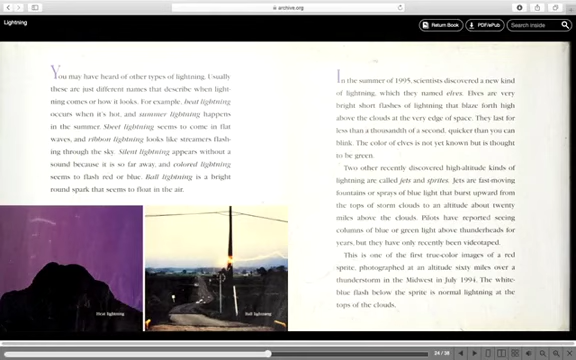 archive.org
Lightning
Return Book
PDF/ePub
Search inside
You may have heard of other types of lightning. Usually
these are just different names that describe when light-
ning comes or how it looks. For example, heat lightning
occurs when it's hot, and summer lightning happens
in the summer. Sheet lightning seems to come in flat
waves, and ribbon lightning looks like streamers flash-
ing through the sky. Silent lightning appears without a
sound because it is so far away, and colored lightning
seems to flash red or blue. Ball lightning is a bright
round spark that seems to float in the air.
Heat lightning
Ball lightning
In the summer of 1995, scientists discovered a new kind
of lightning, which they named elves. Elves are very
bright short flashes of lightning that blaze forth high
above the clouds at the very edge of space. They last for
less than a thousandth of a second, quicker than you can
blink. The color of elves is not yet known but is thought
to be green.
Two other recently discovered high-altitude kinds of
lightning are called jets and sprites. Jets are fast-moving
fountains or sprays of blue light that burst upward from
the tops of storm clouds to an altitude about twenty
miles above the clouds. Pilots have reported seeing
columns of blue or green light above thunderheads for
years, but they have only recently been videotaped.
This is one of the first true-color images of a red
sprite, photographed at an altitude sixty miles over a
thunderstorm in the Midwest in July 1994. The white-
blue flash below the sprite is normal lightning at the
tops of the clouds.
24 / 38